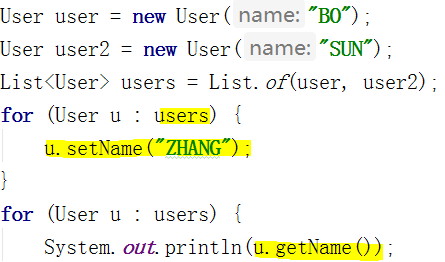 User user = new User( name: "BO");
User user2 = new User( name: "SUN");
List<User> users = List.of(user, user2);
for (User u : users) {
    u.setName("ZHANG");
}
for (User u : users) {
    System.out.println(u.getName());